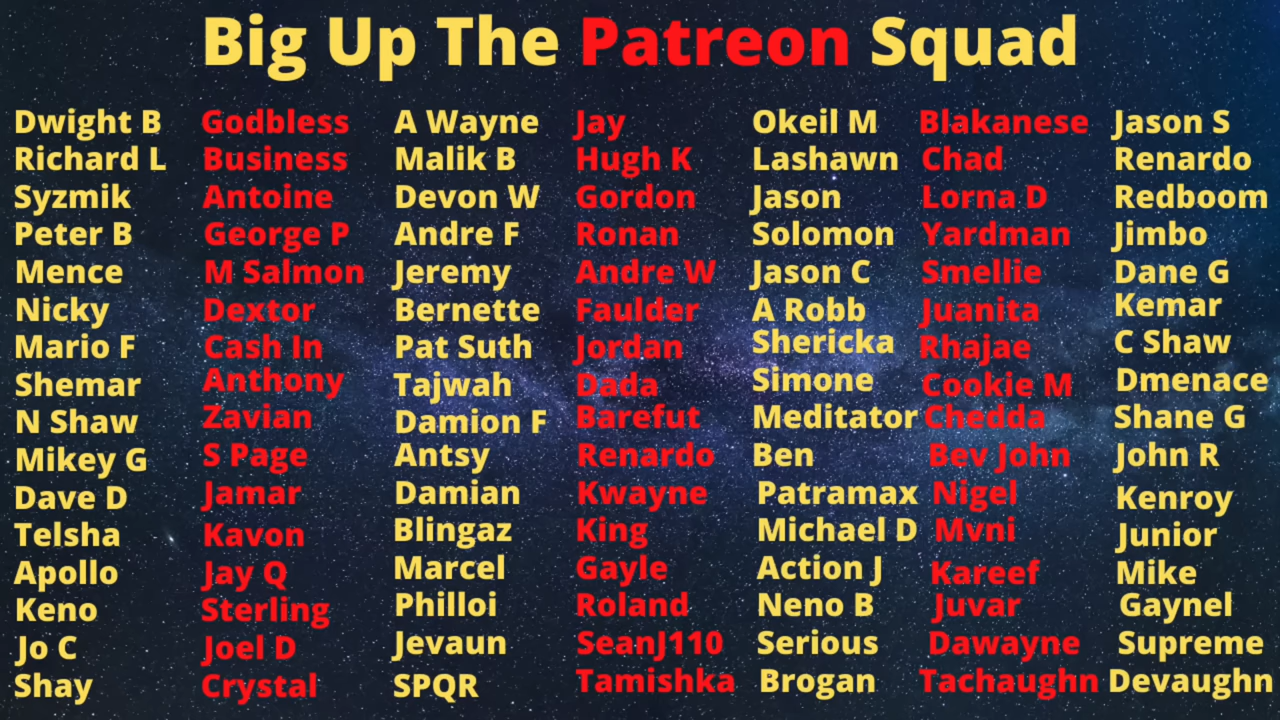 Big Up The Patreon Squad
Dwight B
Richard L
Syzmik
Peter B
Mence
Nicky
Mario F
Shemar
N Shaw
Mikey G
Dave D
Telsha
Apollo
Keno
Jo C
Shay
Godbless
Business
Antoine
George P
M Salmon
Dextor
Cash In
Anthony
Zavian
S Page
Jamar
Kavon
Jay Q
Sterling
Joel D
Crystal
A Wayne
Malik B
Devon W
Andre F
Jeremy
Bernette
Pat Suth
Tajwah
Damion F
Antsy
Damian
Blingaz
Marcel
Philloi
Jevaun
SPQR
Jay
Hugh K
Gordon
Ronan
Andre W
Faulder
Jordan
Dada
Barefut
Renardo
Kwayne
King
Gayle
Roland
SeanJ110
Tamishka
Okeil M
Lashawn
Jason
Solomon
Jason C
A Robb
Shericka
Simone
Meditator
Ben
Patramax
Michael D
Action J
Neno B
Serious
Brogan
Blakanese
Chad
Lorna D
Yardman
Smellie
Juanita
Rhajae
Cookie M
Chedda
Bev John
Nigel
Mvni
Kareef
Juvar
Dawayne
Tachaughn
Jason S
Renardo
Redboom
Jimbo
Dane G
Kemar
C Shaw
Dmenace
Shane G
John R
Kenroy
Junior
Mike
Gaynel
Supreme
Devaughn